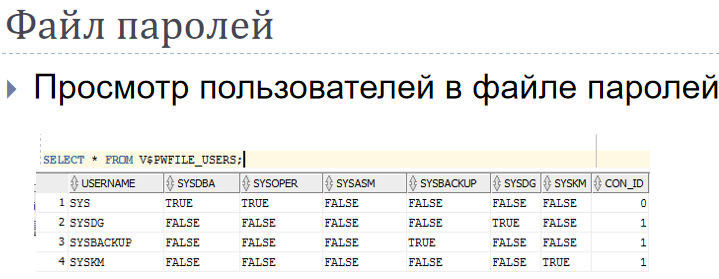 Файл паролей
Просмотр пользователей в файле паролей
SELECT * FROM V$PWFILE_USERS;
USERNAME SYSDBA SYSOPER SYSASM SYSBACKUP SYSDG SYSKM CON_ID
1 SYS TRUE TRUE FALSE FALSE FALSE FALSE 0
2 SYSDG FALSE FALSE FALSE FALSE TRUE FALSE 1
3 SYSBACKUP FALSE FALSE FALSE TRUE FALSE FALSE 1
4 SYSKM FALSE FALSE FALSE FALSE FALSE TRUE 1